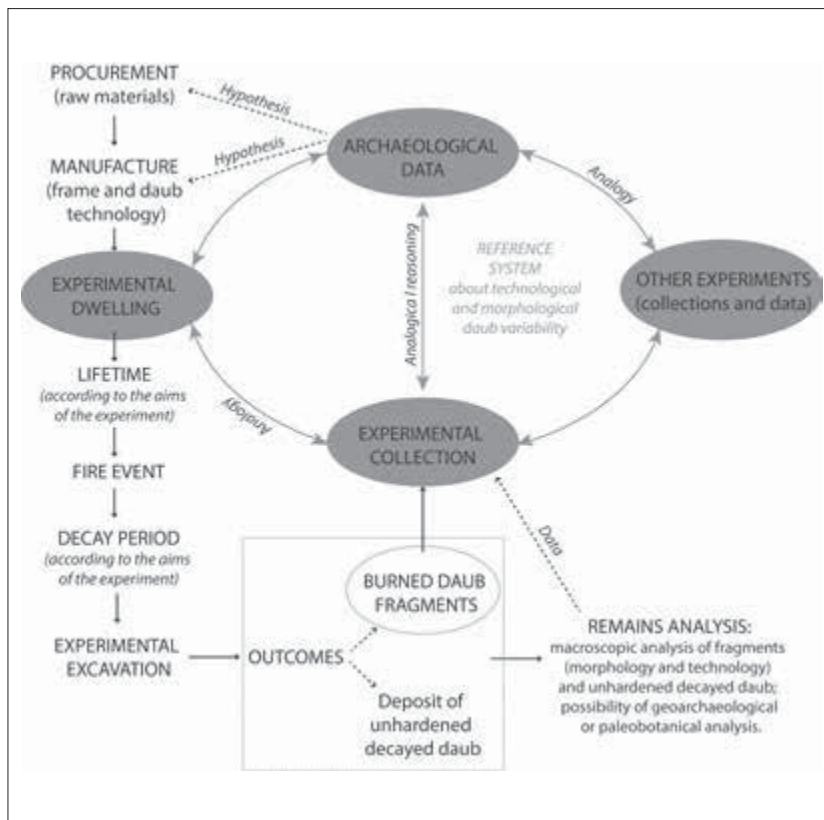 PROCUREMENT
(raw materials)
Hypothesis
Hypothesis
MANUFACTURE
(frame and daub
technology)
ARCHAEOLOGICAL
DATA
Analogy
EXPERIMENTAL
DWELLING
Analogical reasoning
REFERENCE
SYSTEM
about technological
and morphological
daub variability
OTHER EXPERIMENTS
(collections and data)
LIFETIME
(according to the aims
of the experiment)
Analogy
EXPERIMENTAL
COLLECTION
FIRE EVENT
DECAY PERIOD
(according to the aims
of the experiment)
Data
BURNED DAUB
FRAGMENTS
EXPERIMENTAL
EXCAVATION
OUTCOMES
Deposit of
unhardened
decayed daub
REMAINS ANALYSIS:
macroscopic analysis of fragments
(morphology and technology)
and unhardened decayed daub;
possibility of geoarchaeological
or paleobotanical analysis.